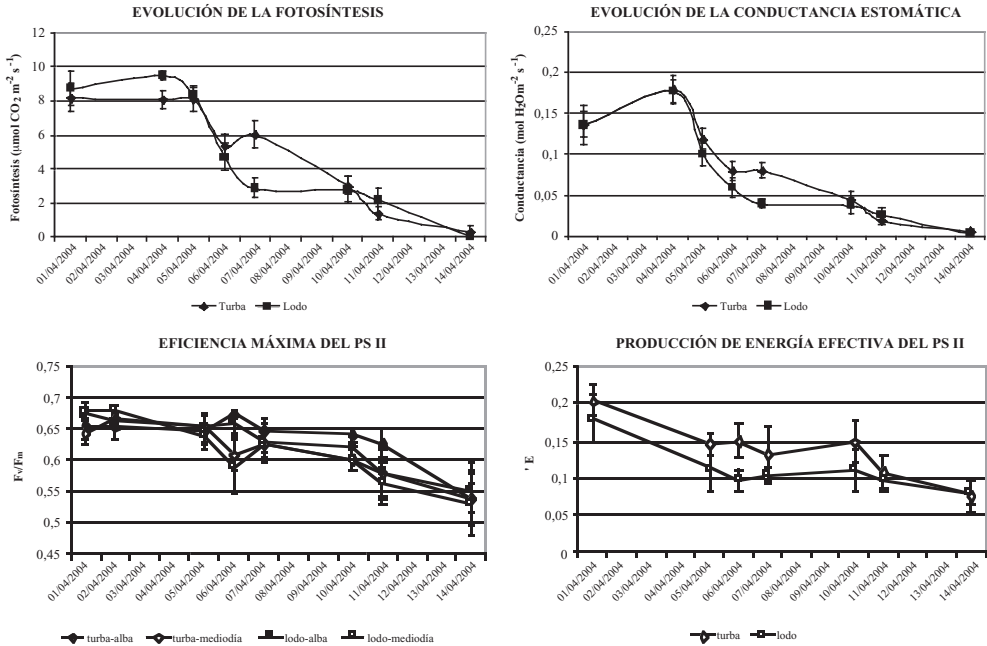 EVOLUCIÓN DE LA FOTOSÍNTESIS
Fotosíntesis (µmol CO2 m-2 s-1)
12
10
8
6
4
2
0
01/04/2004 02/04/2004 03/04/2004 04/04/2004 05/04/2004 06/04/2004 07/04/2004 08/04/2004 09/04/2004 10/04/2004 11/04/2004 12/04/2004 13/04/2004 14/04/2004
Turba Lodo
EVOLUCIÓN DE LA CONDUCTANCIA ESTOMÁTICA
Conductancia (mol H2Om-2 s-1)
0,25
0,2
0,15
0,1
0,05
0
01/04/2004 02/04/2004 03/04/2004 04/04/2004 05/04/2004 06/04/2004 07/04/2004 08/04/2004 09/04/2004 10/04/2004 11/04/2004 12/04/2004 13/04/2004 14/04/2004
Turba Lodo
EFICIENCIA MÁXIMA DEL PS II
Fv/Fm
0,75
0,7
0,65
0,6
0,55
0,5
0,45
01/04/2004 02/04/2004 03/04/2004 04/04/2004 05/04/2004 06/04/2004 07/04/2004 08/04/2004 09/04/2004 10/04/2004 11/04/2004 12/04/2004 13/04/2004 14/04/2004
turba-alba turba-mediodía lodo-alba lodo-mediodía
PRODUCCIÓN DE ENERGÍA EFECTIVA DEL PS II
' E
0,25
0,2
0,15
0,1
0,05
0
01/04/2004 02/04/2004 03/04/2004 04/04/2004 05/04/2004 06/04/2004 07/04/2004 08/04/2004 09/04/2004 10/04/2004 11/04/2004 12/04/2004 13/04/2004 14/04/2004
turba lodo